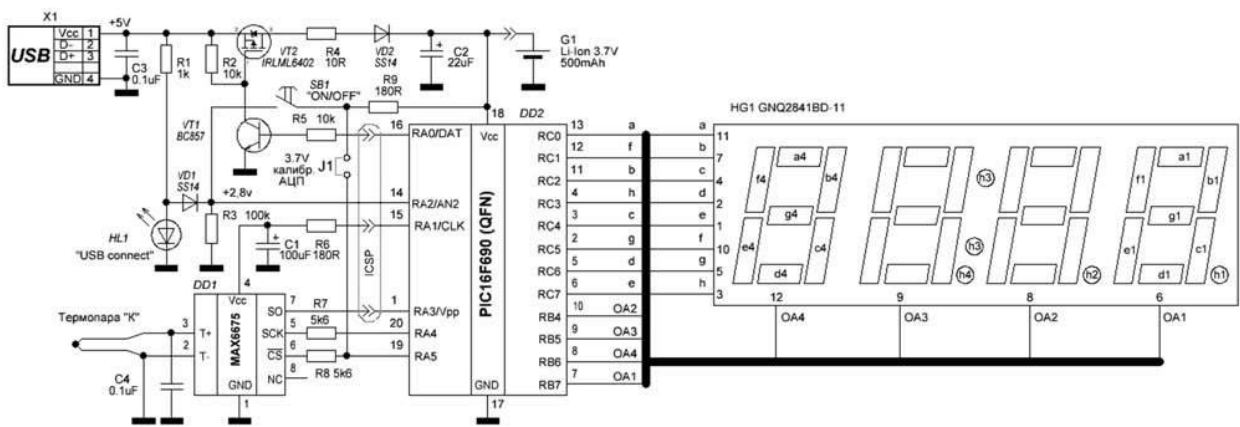 X1
USB
Vcc 1
D- 2
D+ 3
GND 4
+5V
C3
0.1uF
R1
1k
R2
10k
VT2
IRLML6402
R4
10R
VD2
SS14
C2
22uF
G1
Li-Ion 3.7V
500mAh
SB1
"ON/OFF"
R9
180R
VT1
BC857
R5 10k
3.7V
калибр.
АЦП
J1
VD1
SS14
+2,8v
R3 100k
HL1
"USB connect"
C1
100uF
R6
180R
ICSP
DD1
MAX6675
4
Vcc
T+ 3
T- 2
SO 7
SCK 5
CS 6
NC 8
GND
1
R7
5k6
R8 5k6
Термопара "К"
C4
0.1uF
DD2
PIC16F690 (QFN)
18
Vcc
16 RA0/DAT
14 RA2/AN2
15 RA1/CLK
1 RA3/Vpp
20 RA4
19 RA5
GND
17
RC0 13 a
RC1 12 f
RC2 11 b
RC3 4 h
RC4 3 c
RC5 2 g
RC6 5 d
RC7 6 e
RB4 10 OA2
RB5 9 OA3
RB6 8 OA4
RB7 7 OA1
HG1 GNQ2841BD-11
a 11
b 7
c 4
d 2
e 1
f 10
g 5
h 3
a4
f4 b4
g4
e4 c4
d4
h3
h3
h4
h2
a1
f1 b1
g1
e1 c1
d1 h1
12 9 8 6
OA4 OA3 OA2 OA1